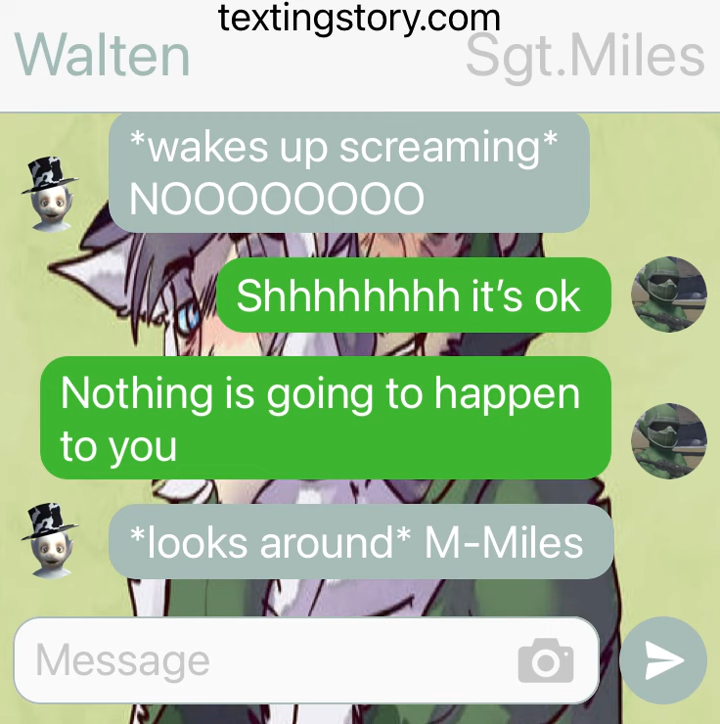 textingstory.com
Walten
Sgt.Miles
*wakes up screaming*
NOOOOOOOO
Shhhhhhhh it's ok
Nothing is going to happen
to you
*looks around* M-Miles
Message